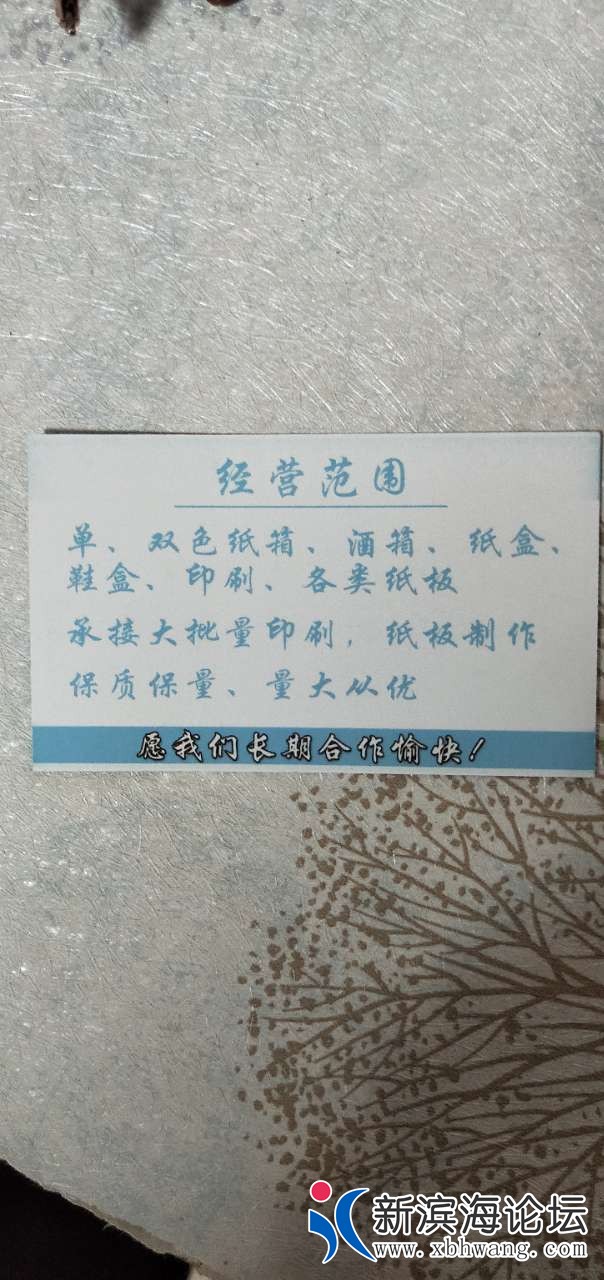 经营范围
单、双色纸箱、酒箱、纸盒、
鞋盒、印刷、各类纸板
承接大批量印刷，纸板制作
保质保量、量大从优
愿我们长期合作愉快！
新滨海论坛
www.xbhwang.com